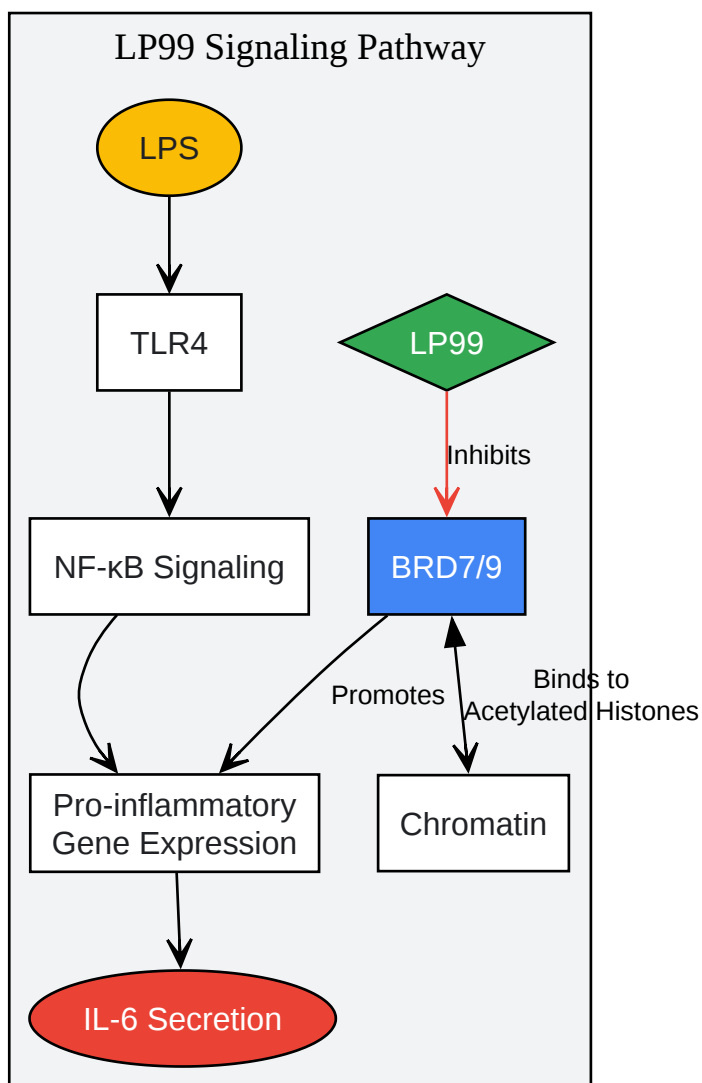 LP99 Signaling Pathway
LPS
TLR4
LP99
Inhibits
NF-κB Signaling
BRD7/9
Promotes
Binds to
Acetylated Histones
Pro-inflammatory
Gene Expression
Chromatin
IL-6 Secretion